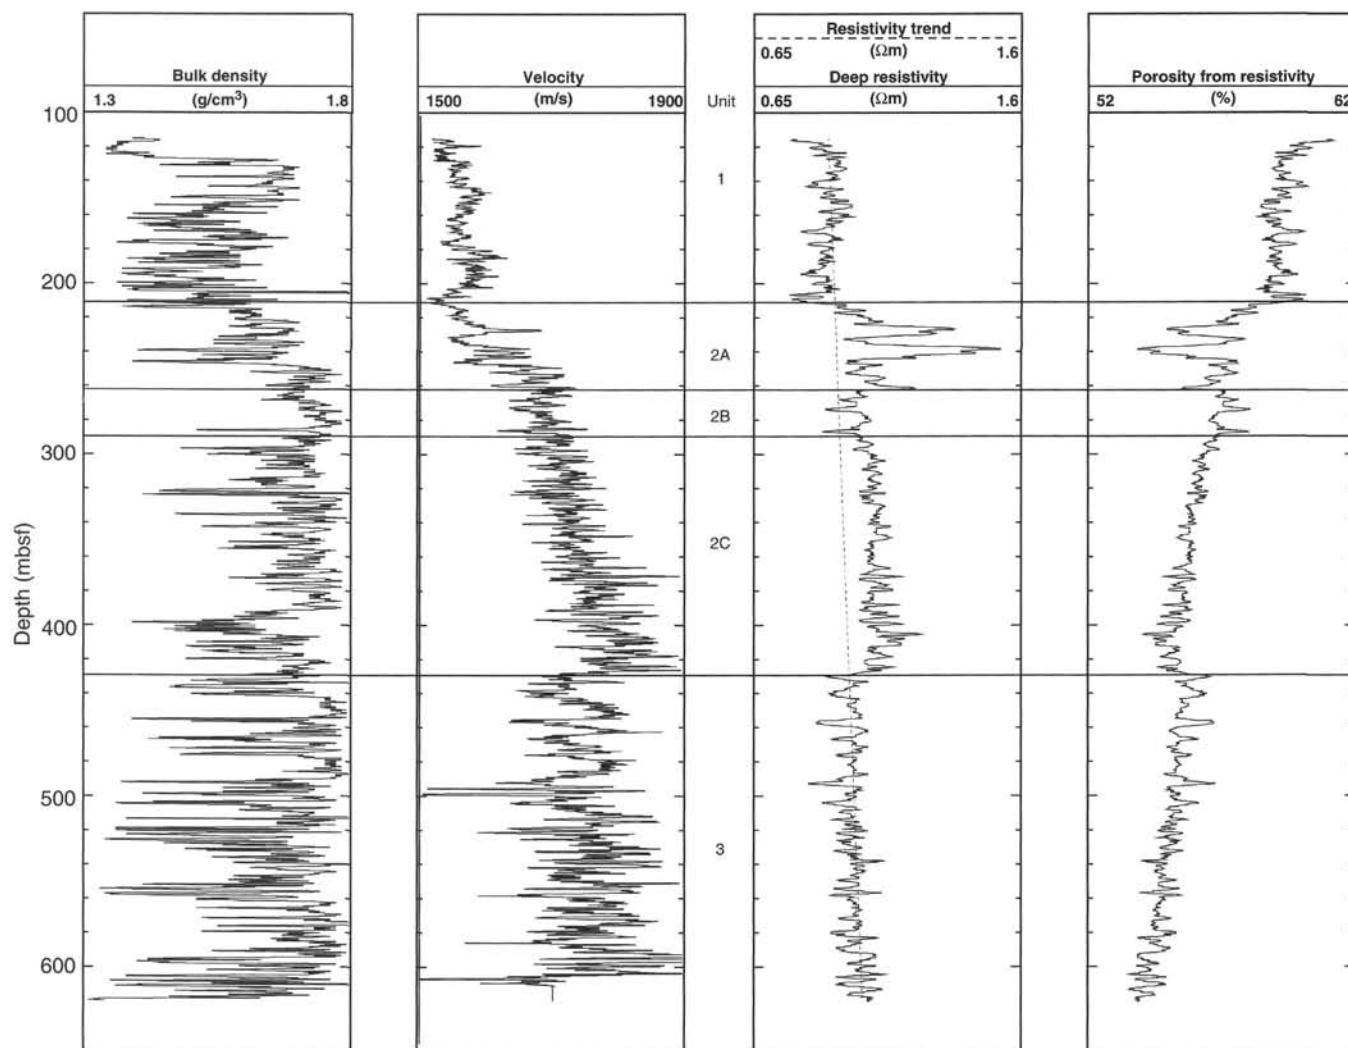 Resistivity trend
0.65 (Ωm) 1.6
Bulk density Velocity Deep resistivity Porosity from resistivity
1.3 (g/cm³) 1.8 1500 (m/s) 1900 Unit 0.65 (Ωm) 1.6 52 (%) 62
100
1
200
2A
2B
300
2C
Depth (mbsf)
400
500
3
600